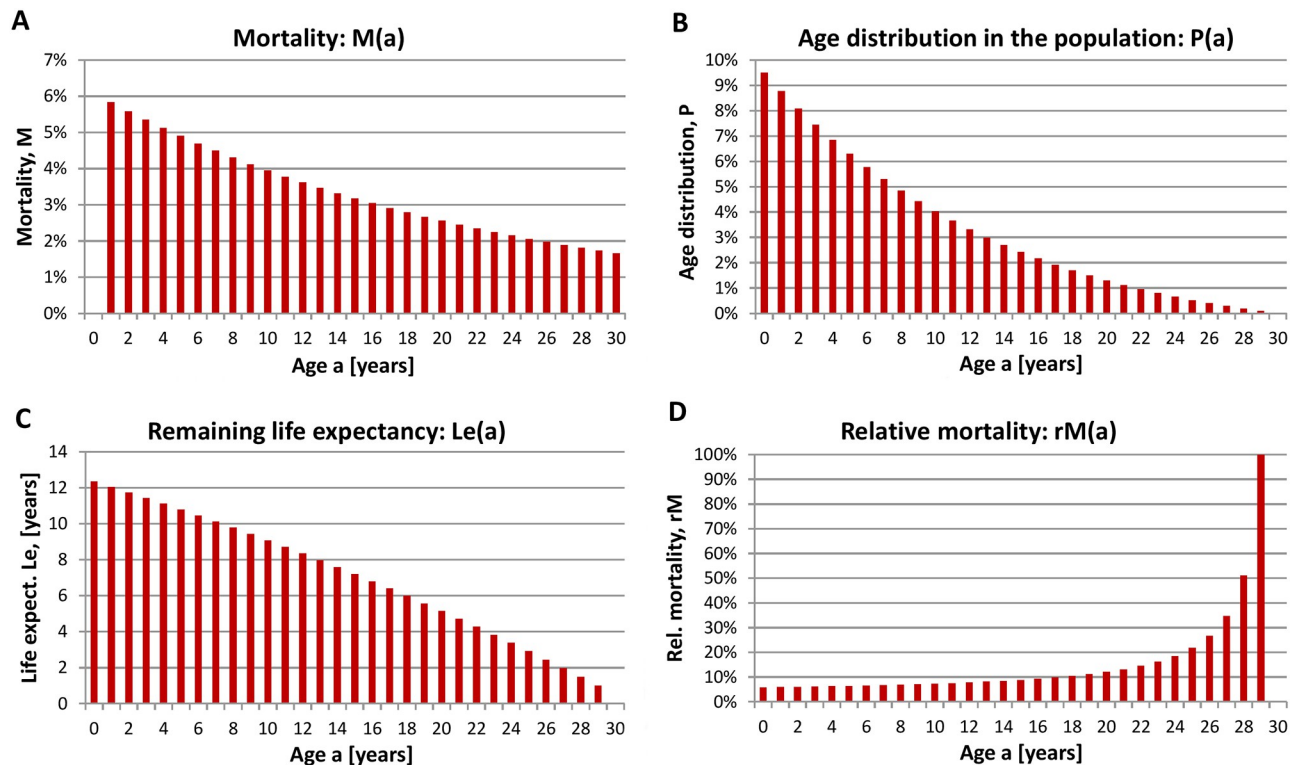 A
Mortality: M(a)
7%
6%
5%
4%
3%
2%
1%
0%
Mortality, M
0 2 4 6 8 10 12 14 16 18 20 22 24 26 28 30
Age a [years]
B
Age distribution in the population: P(a)
10%
9%
8%
7%
6%
5%
4%
3%
2%
1%
0%
Age distribution, P
0 2 4 6 8 10 12 14 16 18 20 22 24 26 28 30
Age a [years]
C
Remaining life expectancy: Le(a)
14
12
10
8
6
4
2
0
Life expect. Le, [years]
0 2 4 6 8 10 12 14 16 18 20 22 24 26 28 30
Age a [years]
D
Relative mortality: rM(a)
100%
90%
80%
70%
60%
50%
40%
30%
20%
10%
0%
Rel. mortality, rM
0 2 4 6 8 10 12 14 16 18 20 22 24 26 28 30
Age a [years]